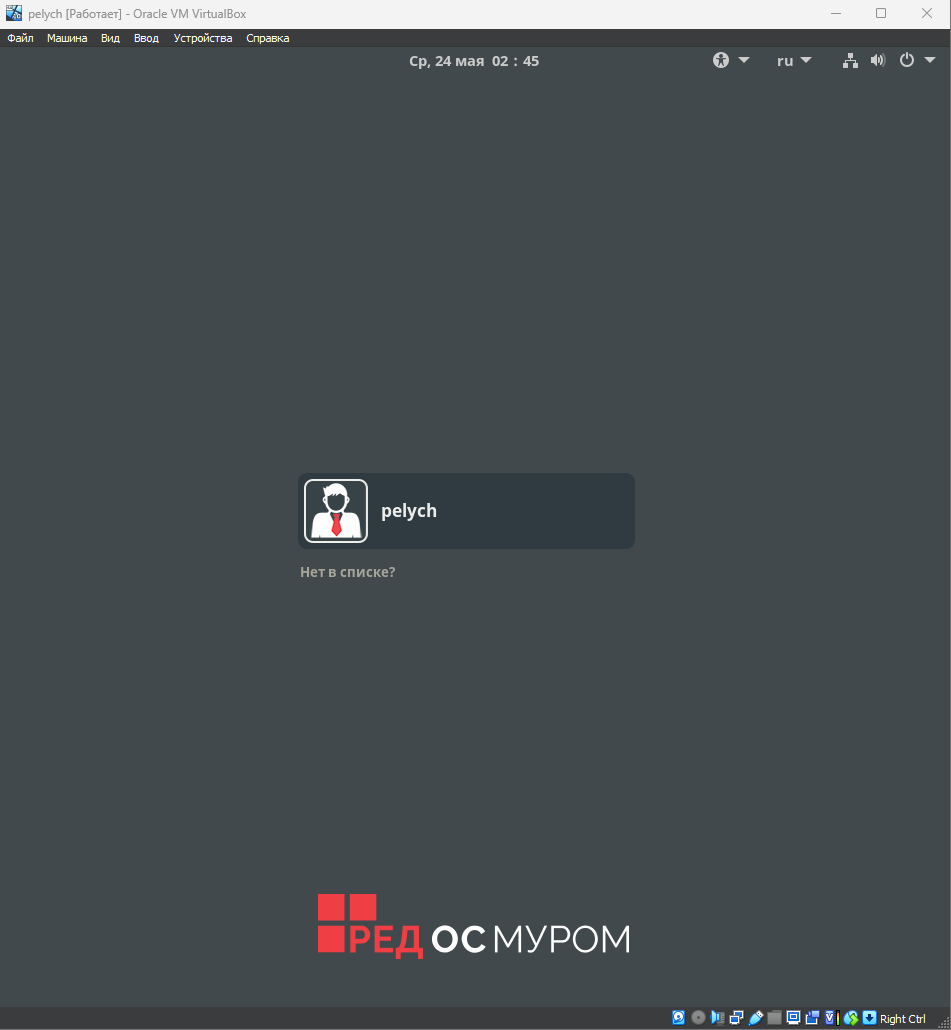 pelych [Работает] - Oracle VM VirtualBox
Файл Машина Вид Ввод Устройства Справка
Ср, 24 мая 02 : 45 ru
pelych
Нет в списке?
РЕД ОС МУРОМ
Right Ctrl